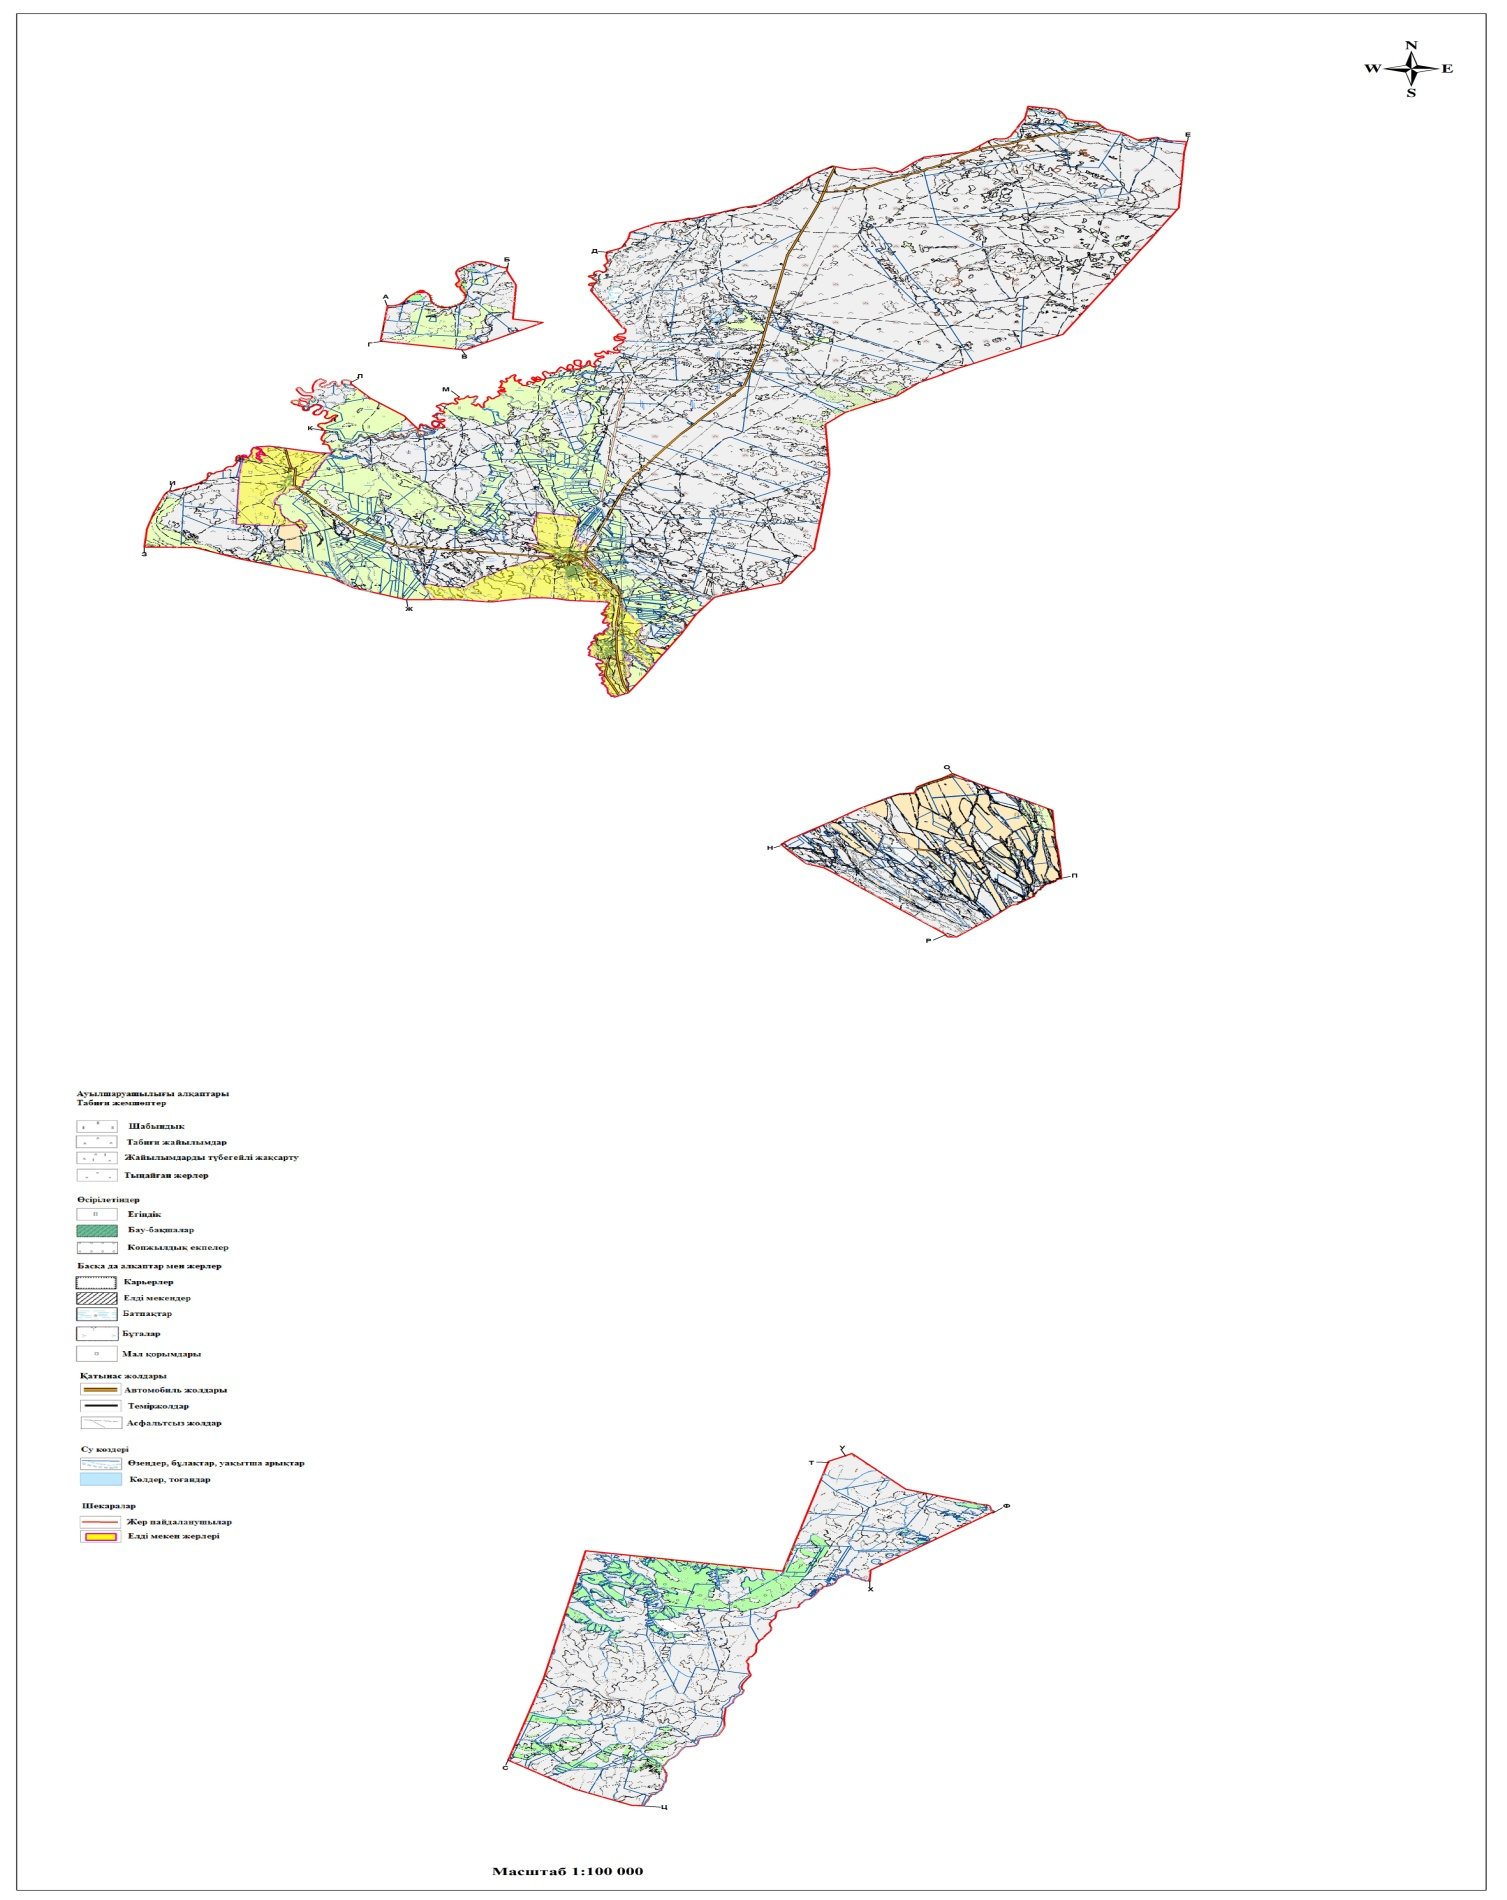 N
W E
S
Е
Д
Б
А
Г
В
Л
М
К
И
З
Ж
О
Н
П
Р
Ауылшаруашылығы алқаптары
Табиғи жемшөптер
Шабындық
Табиғи жайылымдар
Жайылымдарды түбегейлі жақсарту
Тыңайған жерлер
Өсірілетіндер
Егіндік
Бау-бақшалар
Көпжылдық екпелер
Басқа да алқаптар мен жерлер
Карьерлер
Елді мекендер
Батпақтар
Бұталар
Мал қорымдары
Қатынас жолдары
Автомобиль жолдары
Теміржолдар
Асфальтсыз жолдар
Су көздері
Өзендер, бұлақтар, уақытша арықтар
Көлдер, тоғандар
Шекаралар
Жер пайдаланушылар
Елді мекен жерлері
У
Т
Ф
Х
С
Ц
Масштаб 1:100 000